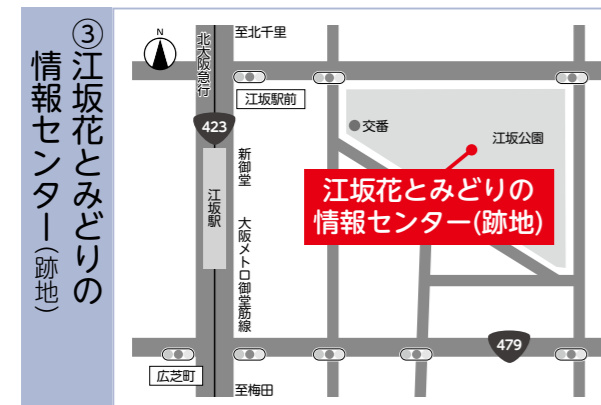 ③江坂花とみどりの
情報センター(跡地)
N
至北千里
北大阪急行
江坂駅前
423
交番
江坂公園
新御堂
江坂駅
江坂花とみどりの
情報センター(跡地)
大阪メトロ御堂筋線
479
広芝町
至梅田